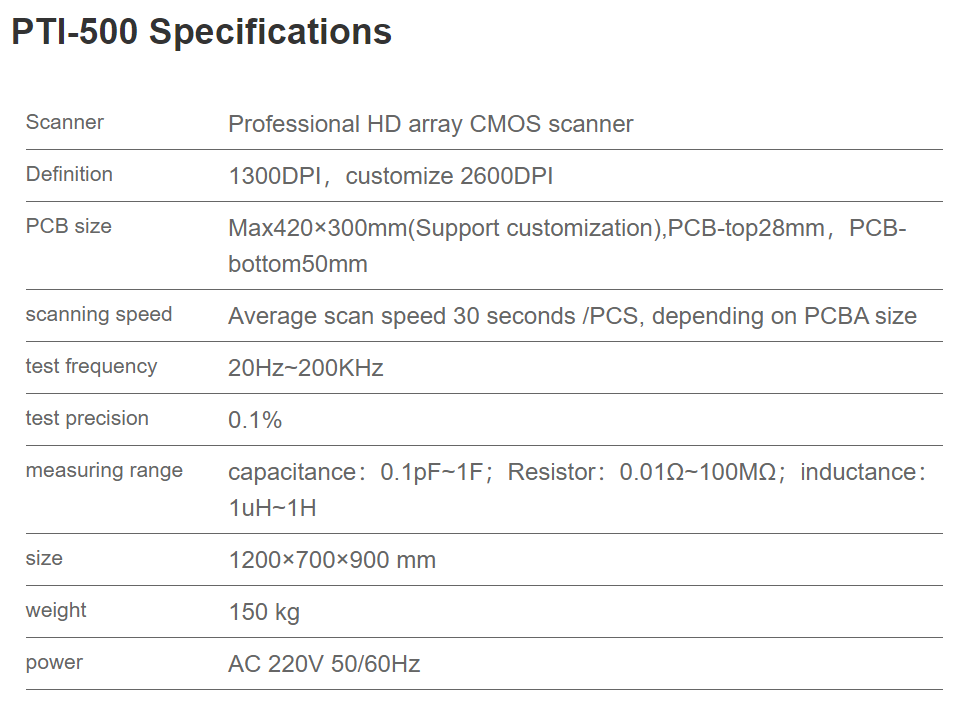 PTI-500 Specifications
Scanner
Professional HD array CMOS scanner
Definition
1300DPI，customize 2600DPI
PCB size
Max420×300mm(Support customization),PCB-top28mm，PCB-
bottom50mm
scanning speed
Average scan speed 30 seconds /PCS, depending on PCBA size
test frequency
20Hz~200KHz
test precision
0.1%
measuring range
capacitance：0.1pF~1F；Resistor：0.01Ω~100MΩ；inductance：
1uH~1H
size
1200×700×900 mm
weight
150 kg
power
AC 220V 50/60Hz